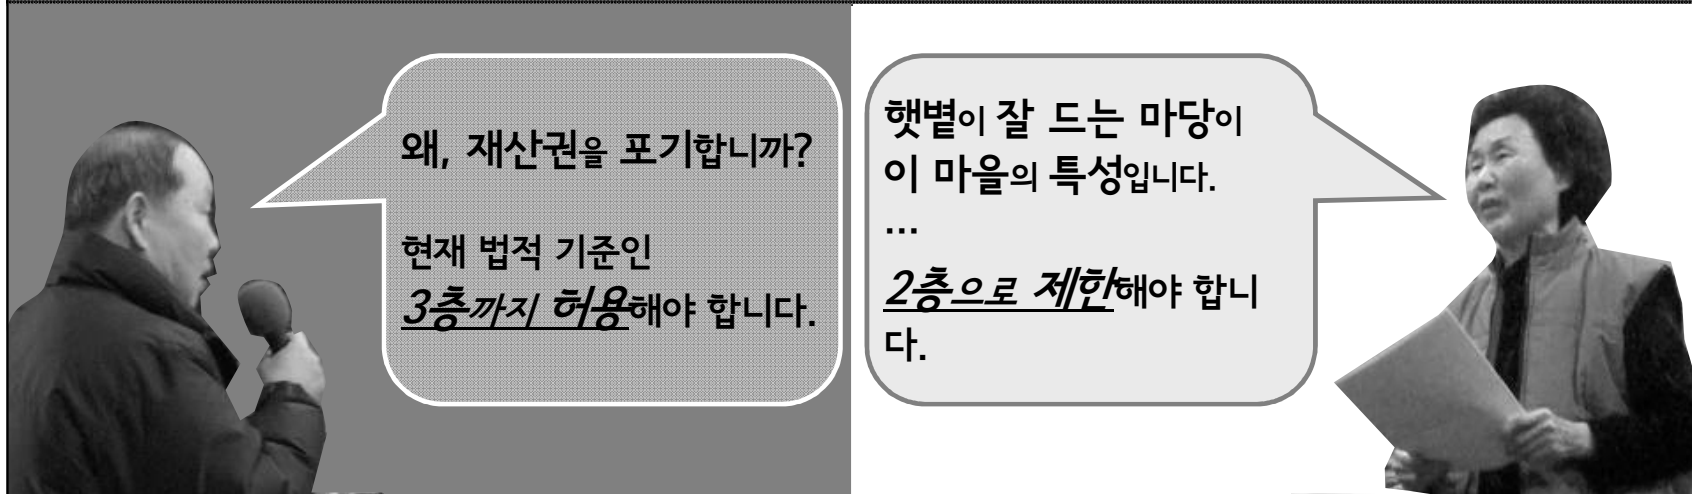 왜, 재산권을 포기합니까?
현재 법적 기준인
3층까지 허용해야 합니다.
햇볕이 잘 드는 마당이
이 마을의 특성입니다.
...
2층으로 제한해야 합니
다.